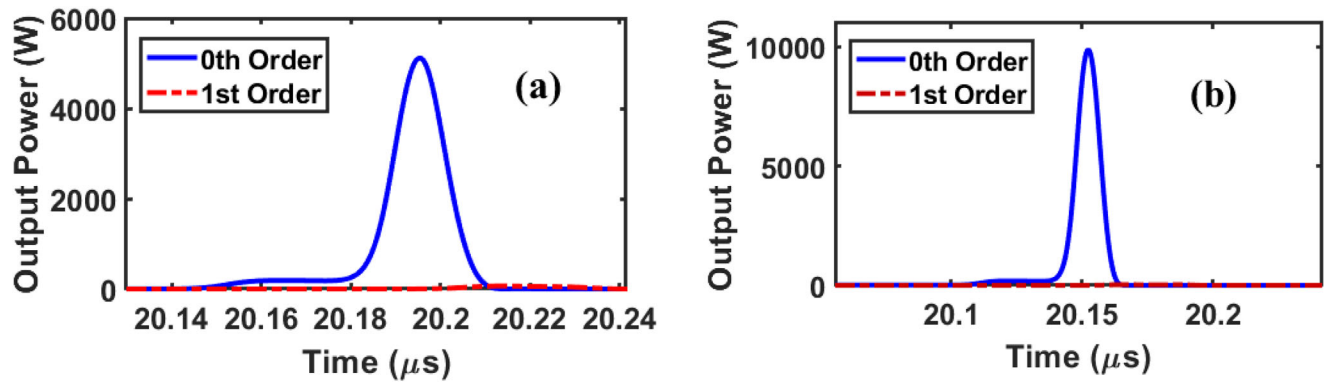 Output Power (W)
6000
4000
2000
0
0th Order
1st Order
(a)
20.14 20.16 20.18 20.2 20.22 20.24
Time (μs)
Output Power (W)
10000
5000
0
0th Order
1st Order
(b)
20.1 20.15 20.2
Time (μs)